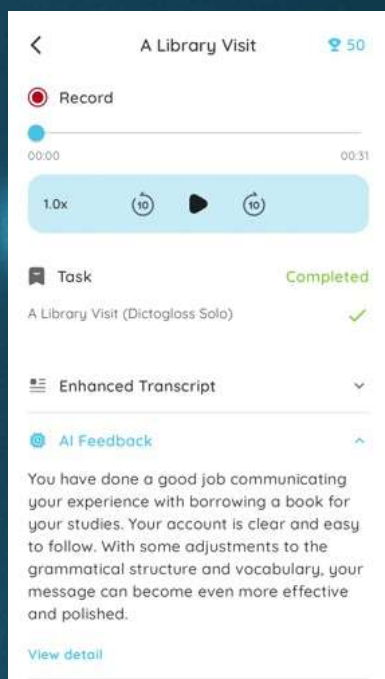 A Library Visit 50
Record
00:00 00:31
1.0x 10 10
Task Completed
A Library Visit (Dictogloss Solo)
Enhanced Transcript
AI Feedback
You have done a good job communicating
your experience with borrowing a book for
your studies. Your account is clear and easy
to follow. With some adjustments to the
grammatical structure and vocabulary, your
message can become even more effective
and polished.
View detail